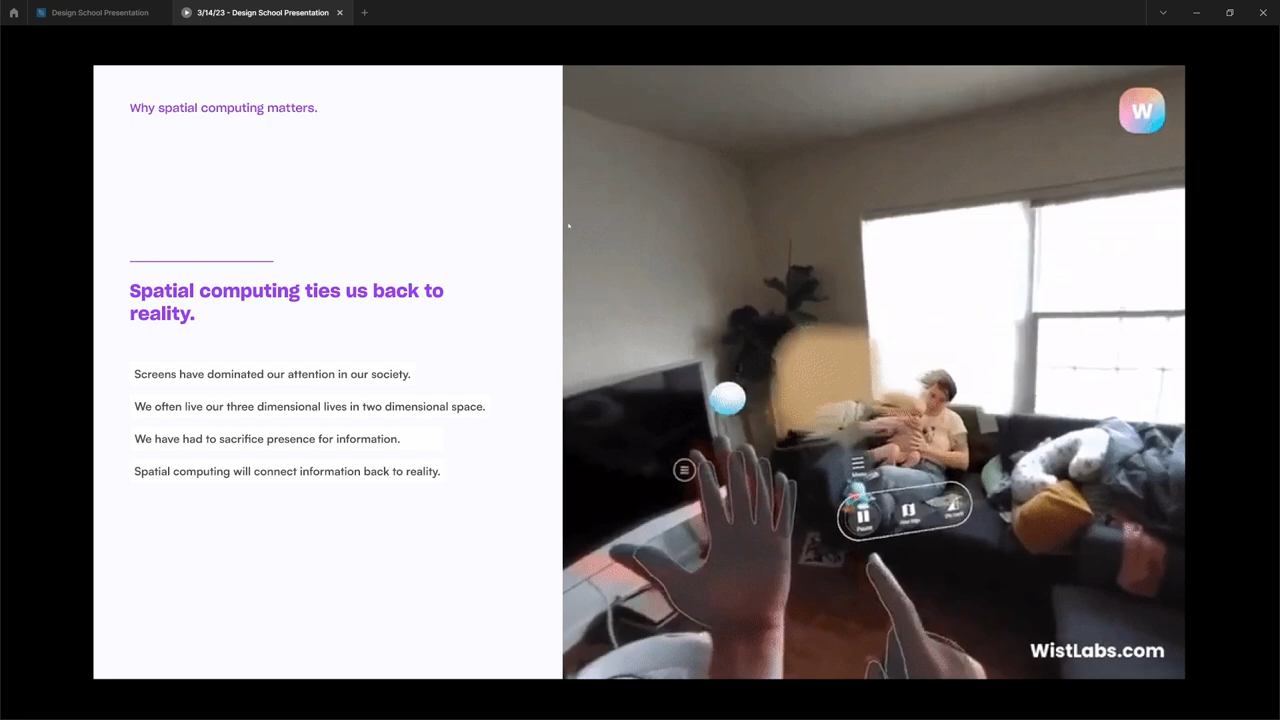 Design School Presentation
3/14/23 - Design School Presentation
Why spatial computing matters.
W
Spatial computing ties us back to
reality.
Screens have dominated our attention in our society.
We often live our three dimensional lives in two dimensional space.
We have had to sacrifice presence for information.
Spatial computing will connect information back to reality.
Pause
WistLabs.com